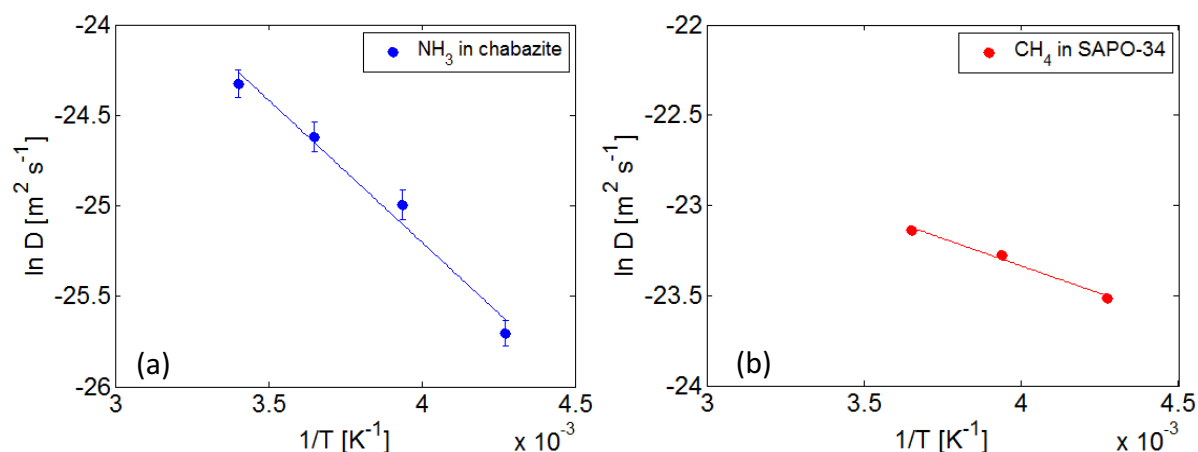 -24
-24.5
-25
-25.5
-26
ln D [m² s⁻¹]
NH₃ in chabazite
(a)
3
3.5
4
4.5
1/T [K⁻¹]
x 10⁻³
-22
-22.5
-23
-23.5
-24
ln D [m² s⁻¹]
CH₄ in SAPO-34
(b)
3
3.5
4
4.5
1/T [K⁻¹]
x 10⁻³